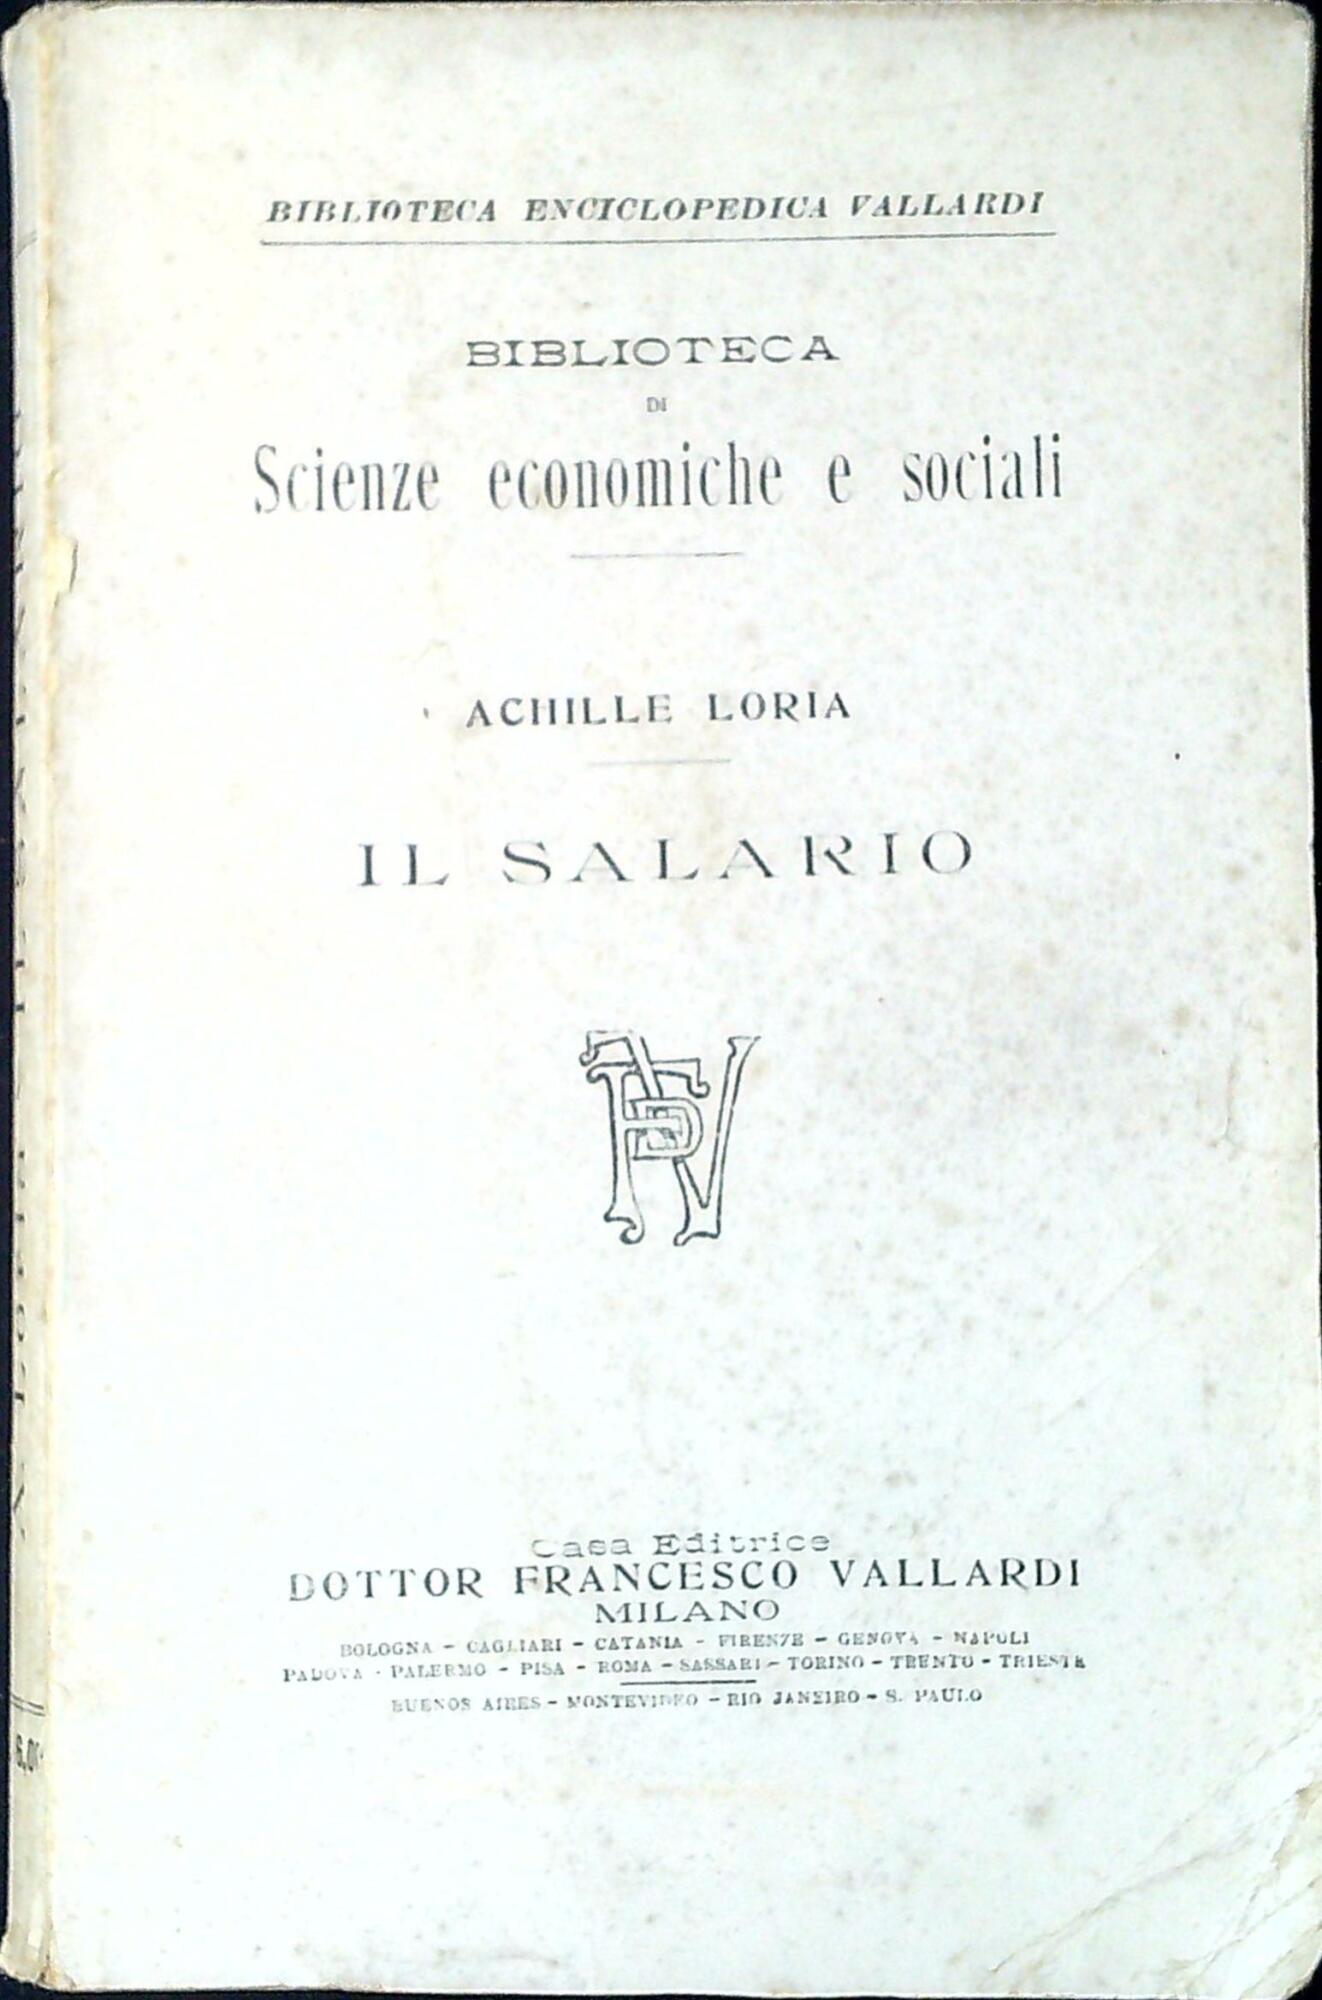 BIBLIOTECA ENCICLOPEDICA VALLARDI
BIBLIOTECA
DI
Scienze economiche e sociali
ACHILLE LORIA
IL SALARIO
Casa Editrice
DOTTOR FRANCESCO VALLARDI
MILANO
BOLOGNA - CAGLIARI - CATANIA - FIRENZE - GENOVA - NAPOLI
PADOVA - PALERMO - PISA - ROMA - SASSARI - TORINO - TRENTO - TRIESTE
BUENOS AIRES - MONTEVIDEO - RIO JANEIRO - S. PAULO